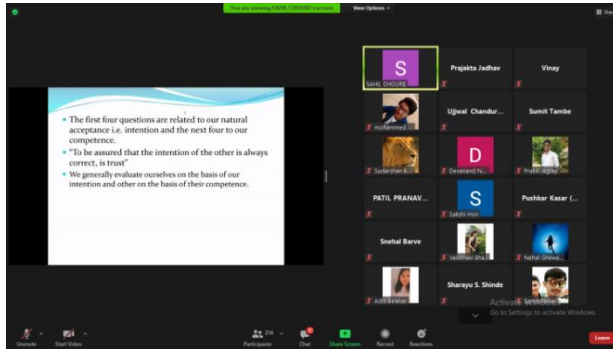 You are viewing SAHIL CHOURE's screen
View Options
View
The first four questions are related to our natural
acceptance i.e. intention and the next four to our
competence.
"To be assured that the intention of the other is always
correct, is trust"
We generally evaluate ourselves on the basis of our
intention and other on the basis of their competence.
S
SAHIL CHOURE
Prajakta Jadhav
Vinay
mohammed
Ujjwal Chandur...
Sumit Tambe
Sudarshan B...
D
Devanand N...
Pratik Jagtap
PATIL PRANAV...
S
Sakshi Hon
Pushkar Kasar (...
Snehal Barve
Vaishnavi Bha...
Nehal Ghewa...
Aditi Bekkar
Sharayu S. Shinde
Activate Windows
Go to Settings to activate Windows.
Unmute
Start Video
Participants
Chat
Share Screen
Record
Reactions
Leave